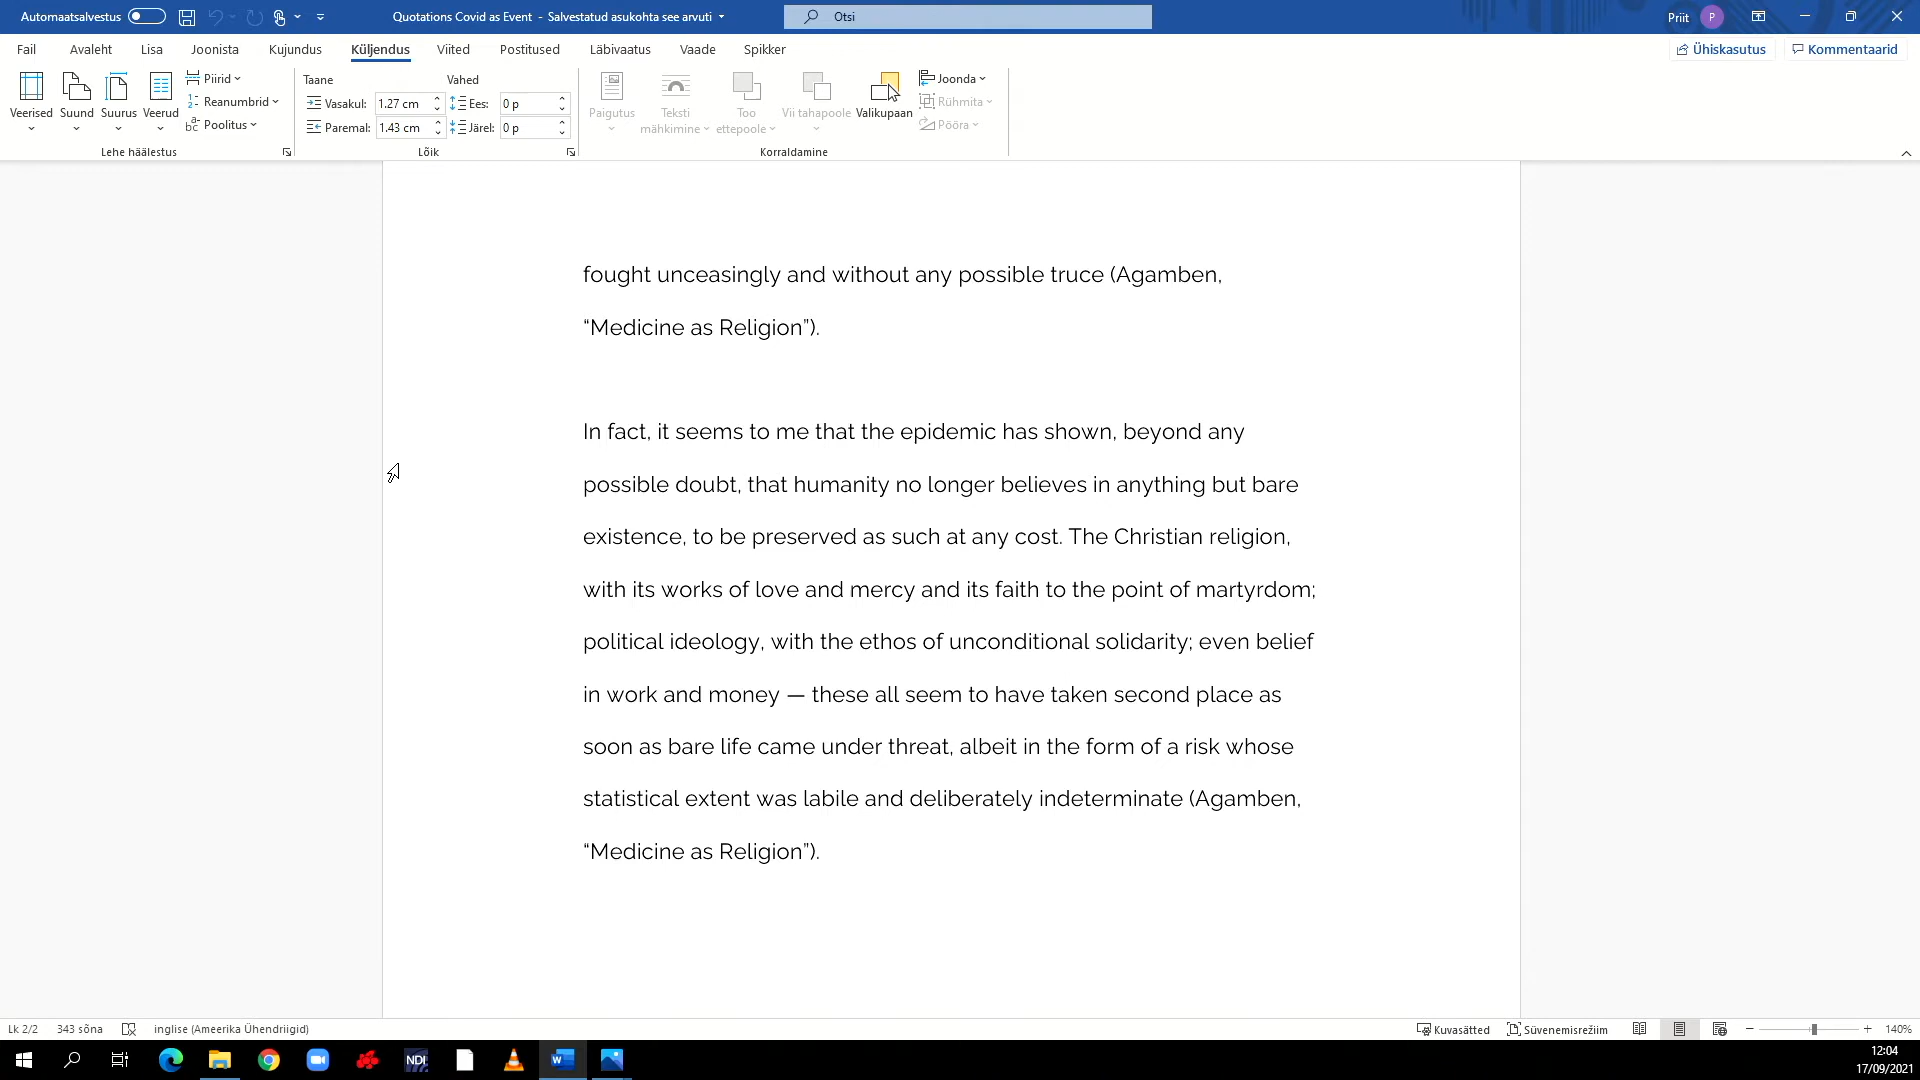 Automaatsalvestus
Quotations Covid as Event - Salvestatud asukohta see arvuti
Otsi
Priit
P
Fail
Avaleht
Lisa
Joonista
Kujundus
Küljendus
Viited
Postitused
Läbivaatus
Vaade
Spikker
Ühiskasutus
Kommentaarid
Veerised
Suund
Suurus
Veerud
Piirid
Reanumbrid
Poolitus
Lehe häälestus
Taane
Vahed
Vasakul: 1.27 cm
Ees: 0 p
Paremal: 1.43 cm
Järel: 0 p
Lõik
Paigutus
Teksti mähkimine
Too ettepoole
Vii tahapoole
Valikupaan
Joonda
Rühmita
Pööra
Korraldamine
fought unceasingly and without any possible truce (Agamben,
“Medicine as Religion”).
In fact, it seems to me that the epidemic has shown, beyond any
possible doubt, that humanity no longer believes in anything but bare
existence, to be preserved as such at any cost. The Christian religion,
with its works of love and mercy and its faith to the point of martyrdom;
political ideology, with the ethos of unconditional solidarity; even belief
in work and money — these all seem to have taken second place as
soon as bare life came under threat, albeit in the form of a risk whose
statistical extent was labile and deliberately indeterminate (Agamben,
“Medicine as Religion”).
Lk 2/2
343 sõna
inglise (Ameerika Ühendriigid)
Kuvasätted
Süvenemisrežiim
140%
NDI
12:04
17/09/2021